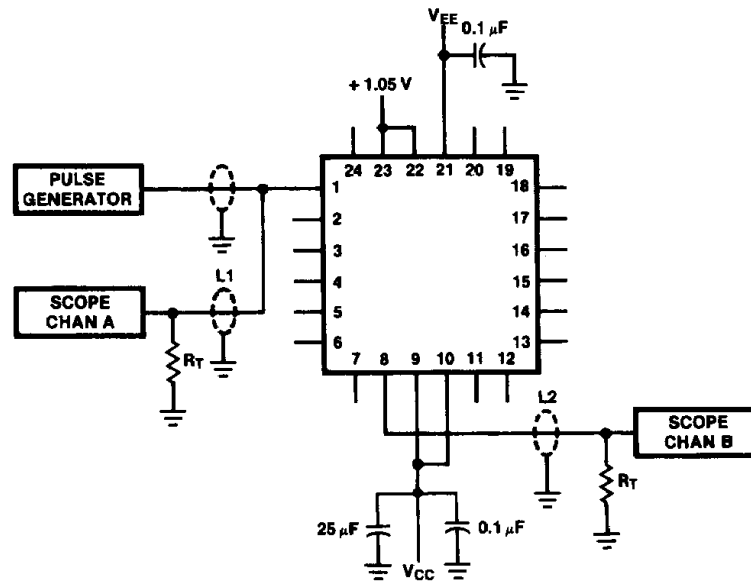 VEE
0.1 μF
+ 1.05 V
24 23 22 21 20 19
PULSE
GENERATOR
1
18
2
17
3
16
L1
4
15
SCOPE
CHAN A
5
14
6
13
RT
7 8 9 10 11 12
L2
SCOPE
CHAN B
RT
25 μF
0.1 μF
VCC